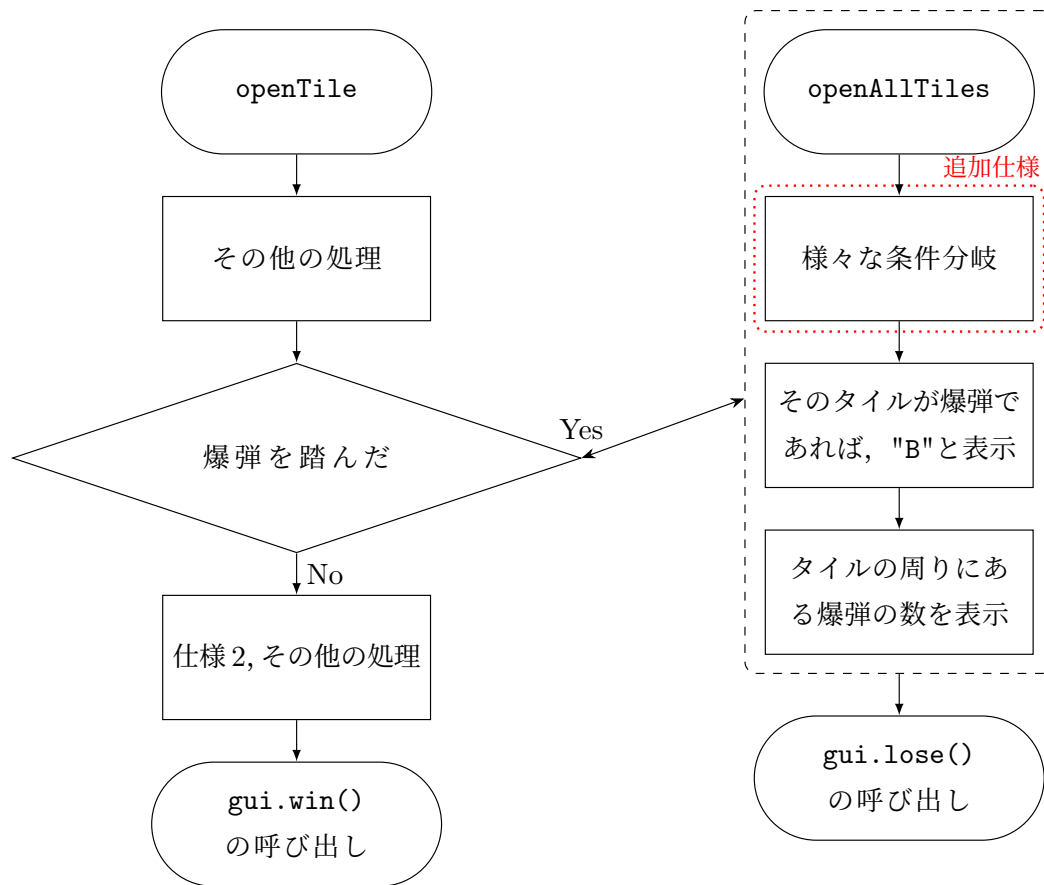 openTile
その他の処理
爆弾を踏んだ
Yes
No
仕様 2, その他の処理
gui.win()
の呼び出し
openAllTiles
追加仕様
様々な条件分岐
そのタイルが爆弾で
あれば，"B"と表示
タイルの周りにあ
る爆弾の数を表示
gui.lose()
の呼び出し